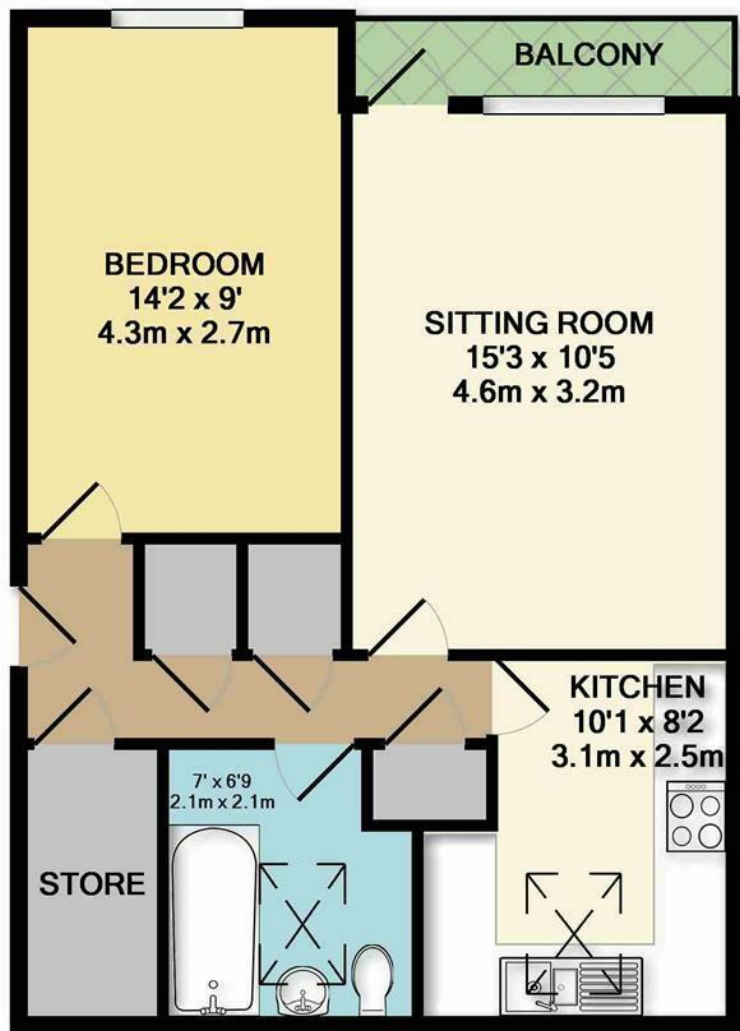 BALCONY
BEDROOM
14'2 x 9'
4.3m x 2.7m
SITTING ROOM
15'3 x 10'5
4.6m x 3.2m
KITCHEN
10'1 x 8'2
3.1m x 2.5m
7' x 6'9
2.1m x 2.1m
STORE